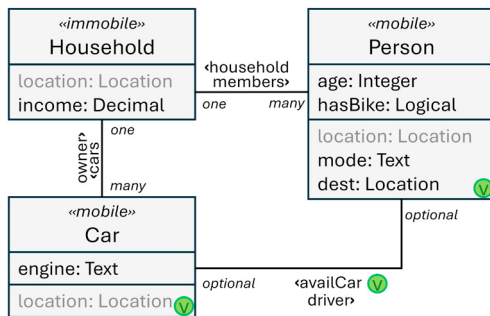 «immobile»
Household
location: Location
income: Decimal
‹household
members›
one
many
«mobile»
Person
age: Integer
hasBike: Logical
location: Location
mode: Text
dest: Location
V
one
owner›
‹cars
many
«mobile»
Car
engine: Text
location: Location
V
optional
optional
‹availCar
driver›
V